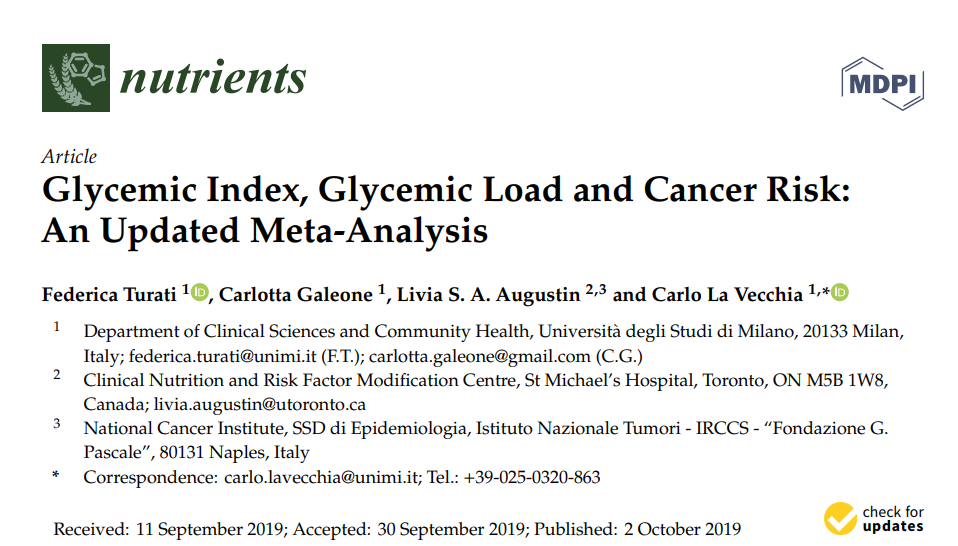 nutrients
MDPI
Article
Glycemic Index, Glycemic Load and Cancer Risk:
An Updated Meta-Analysis
Federica Turati 1 iD, Carlotta Galeone 1, Livia S. A. Augustin 2,3 and Carlo La Vecchia 1,* iD
1 Department of Clinical Sciences and Community Health, Università degli Studi di Milano, 20133 Milan,
Italy; federica.turati@unimi.it (F.T.); carlotta.galeone@gmail.com (C.G.)
2 Clinical Nutrition and Risk Factor Modification Centre, St Michael’s Hospital, Toronto, ON M5B 1W8,
Canada; livia.augustin@utoronto.ca
3 National Cancer Institute, SSD di Epidemiologia, Istituto Nazionale Tumori - IRCCS - “Fondazione G.
Pascale”, 80131 Naples, Italy
* Correspondence: carlo.lavecchia@unimi.it; Tel.: +39-025-0320-863
Received: 11 September 2019; Accepted: 30 September 2019; Published: 2 October 2019
check for
updates